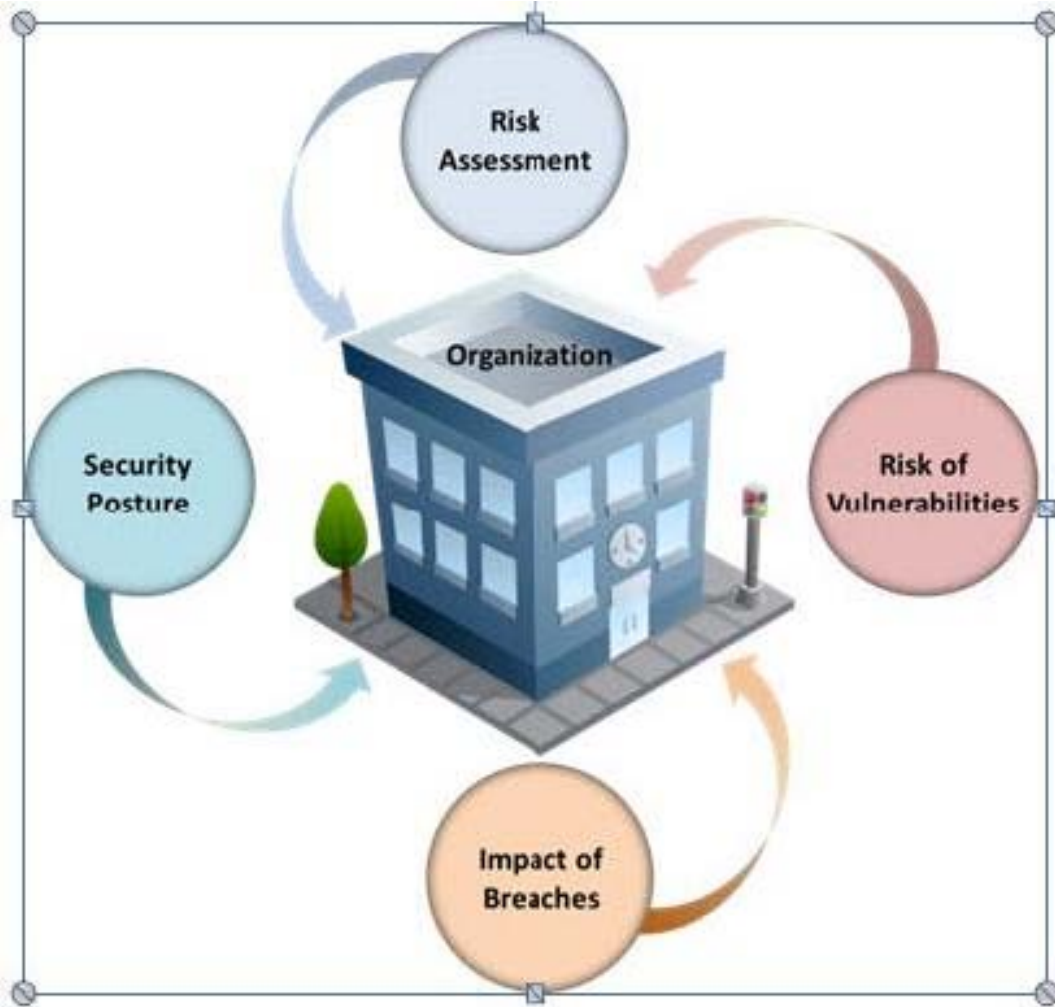 Risk
Assessment
Organization
Security
Posture
Risk of
Vulnerabilities
Impact of
Breaches